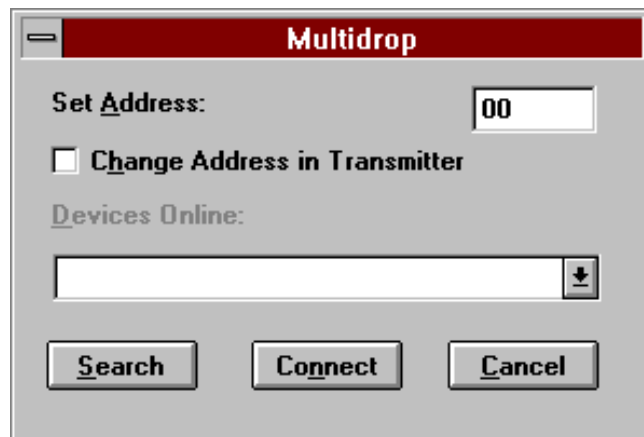 Multidrop
Set Address: 00
Change Address in Transmitter
Devices Online:
Search Connect Cancel